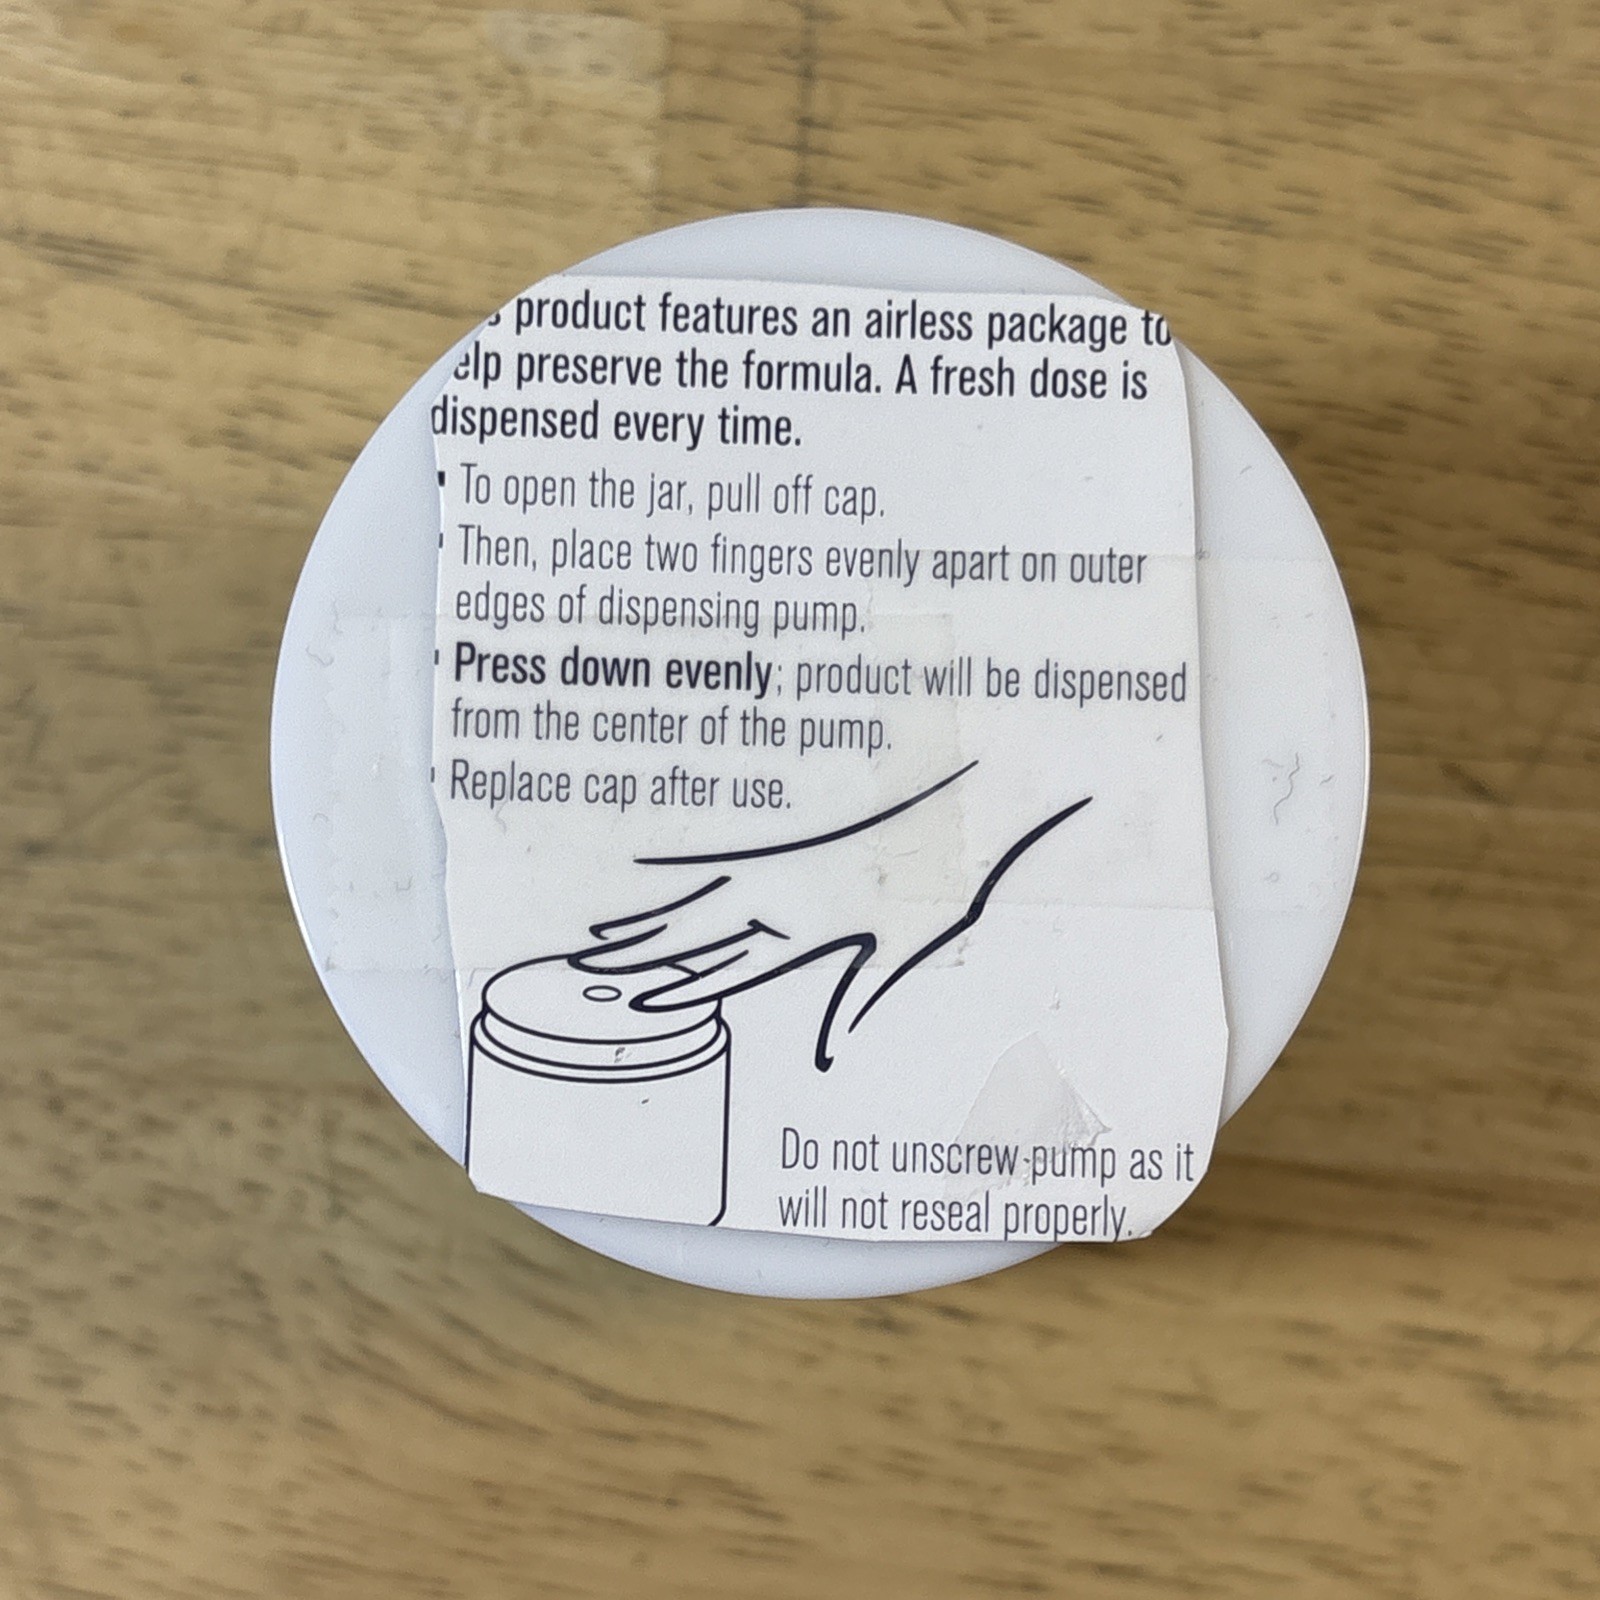 product features an airless package to
elp preserve the formula. A fresh dose is
dispensed every time.
To open the jar, pull off cap.
Then, place two fingers evenly apart on outer
edges of dispensing pump.
Press down evenly; product will be dispensed
from the center of the pump.
Replace cap after use.
Do not unscrew pump as it
will not reseal properly.